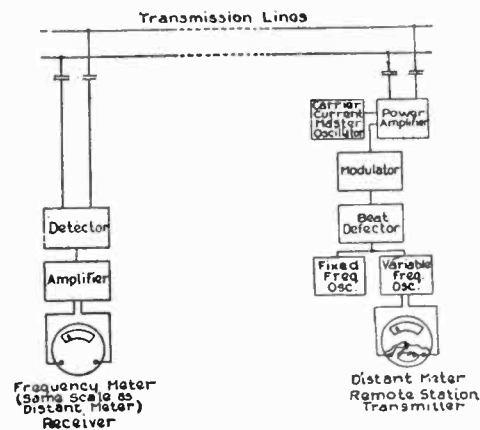 Transmission Lines
Carrier
Current
Master
Oscillator
Power
Amplifier
Modulator
Beat
Detector
Fixed
Freq.
Osc.
Variable
Freq.
Osc.
Detector
Amplifier
Frequency Meter
(Same Scale as
Distant Meter)
Receiver
Distant Meter
Remote Station
Transmitter